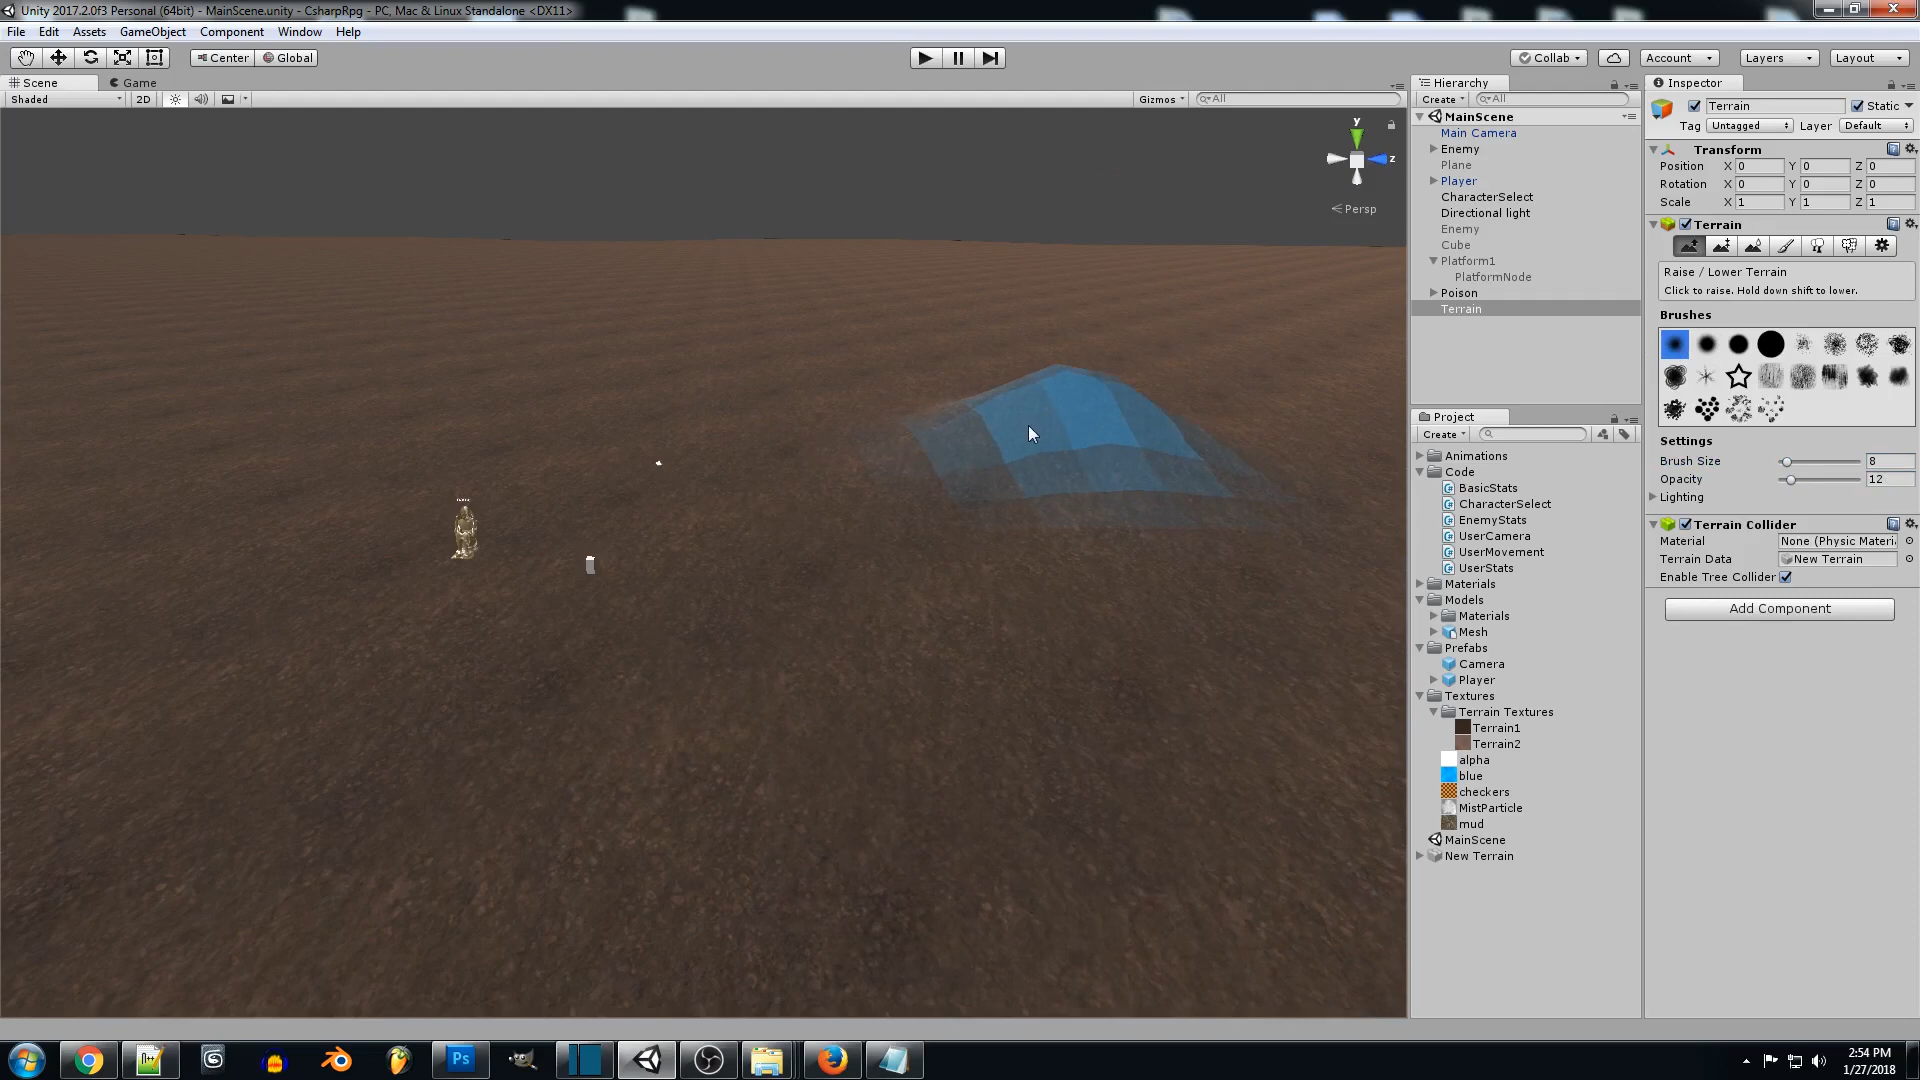 Unity 2017.2.0f3 Personal (64bit) - MainScene.unity - CsharpRpg - PC, Mac & Linux Standalone <DX11>
File Edit Assets GameObject Component Window Help
Center Global
Collab Account Layers Layout
Scene Game
Shaded 2D
Gizmos All
y
z
Persp
Hierarchy
Create All
MainScene
Main Camera
Enemy
Plane
Player
CharacterSelect
Directional light
Enemy
Cube
Platform1
PlatformNode
Poison
Terrain
Project
Create
Animations
Code
BasicStats
CharacterSelect
EnemyStats
UserCamera
UserMovement
UserStats
Materials
Models
Materials
Mesh
Prefabs
Camera
Player
Textures
Terrain Textures
Terrain1
Terrain2
alpha
blue
checkers
MistParticle
mud
MainScene
New Terrain
Inspector
Terrain Static
Tag Untagged Layer Default
Transform
Position X 0 Y 0 Z 0
Rotation X 0 Y 0 Z 0
Scale X 1 Y 1 Z 1
Terrain
Raise / Lower Terrain
Click to raise. Hold down shift to lower.
Brushes
Settings
Brush Size 8
Opacity 12
Lighting
Terrain Collider
Material None (Physic Materi
Terrain Data New Terrain
Enable Tree Collider
Add Component
Ps
2:54 PM
1/27/2018